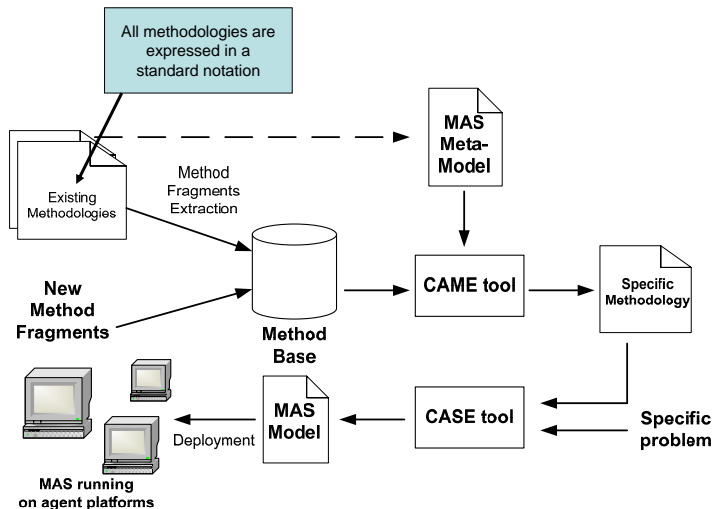 All methodologies are
expressed in a
standard notation
MAS
Meta-
Model
Existing
Methodologies
Method
Fragments
Extraction
New
Method
Fragments
Method
Base
CAME tool
Specific
Methodology
MAS
Model
CASE tool
Specific
problem
Deployment
MAS running
on agent platforms